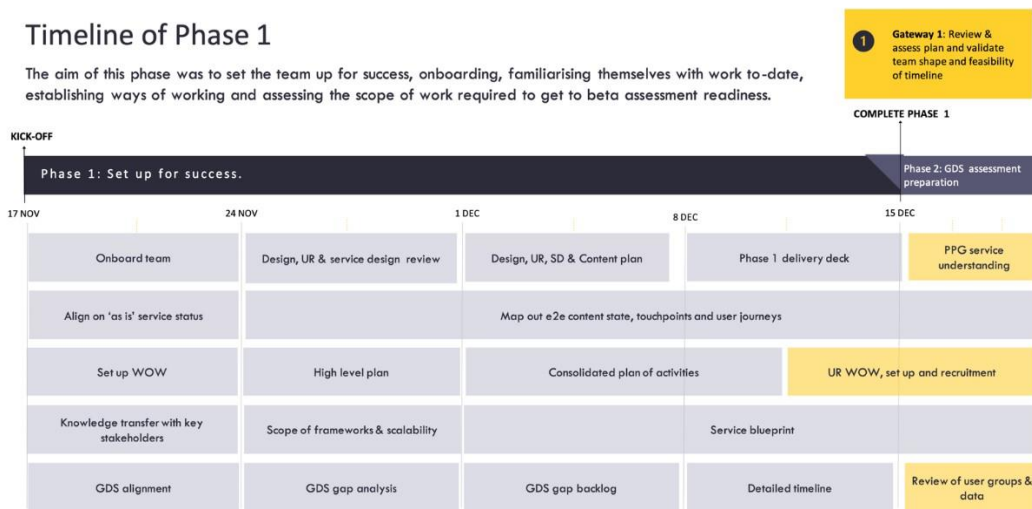 Timeline of Phase 1
The aim of this phase was to set the team up for success, onboarding, familiarising themselves with work to-date,
establishing ways of working and assessing the scope of work required to get to beta assessment readiness.
1
Gateway 1: Review &
assess plan and validate
team shape and feasibility
of timeline
COMPLETE PHASE 1
KICK-OFF
Phase 1: Set up for success.
Phase 2: GDS assessment
preparation
17 NOV
24 NOV
1 DEC
8 DEC
15 DEC
Onboard team
Design, UR & service design review
Design, UR, SD & Content plan
Phase 1 delivery deck
PPG service
understanding
Align on ‘as is’ service status
Map out e2e content state, touchpoints and user journeys
Set up WOW
High level plan
Consolidated plan of activities
UR WOW, set up and recruitment
Knowledge transfer with key
stakeholders
Scope of frameworks & scalability
Service blueprint
GDS alignment
GDS gap analysis
GDS gap backlog
Detailed timeline
Review of user groups &
data